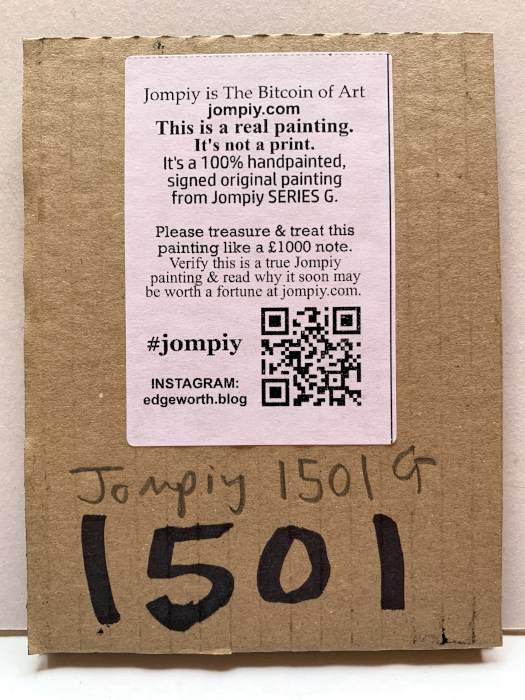 Jompiy is The Bitcoin of Art
jompiy.com
This is a real painting.
It's not a print.
It's a 100% handpainted,
signed original painting
from Jompiy SERIES G.
Please treasure & treat this
painting like a £1000 note.
Verify this is a true Jompiy
painting & read why it soon may
be worth a fortune at jompiy.com.
#jompiy
INSTAGRAM:
edgeworth.blog
Jompiy 1501 G
1501